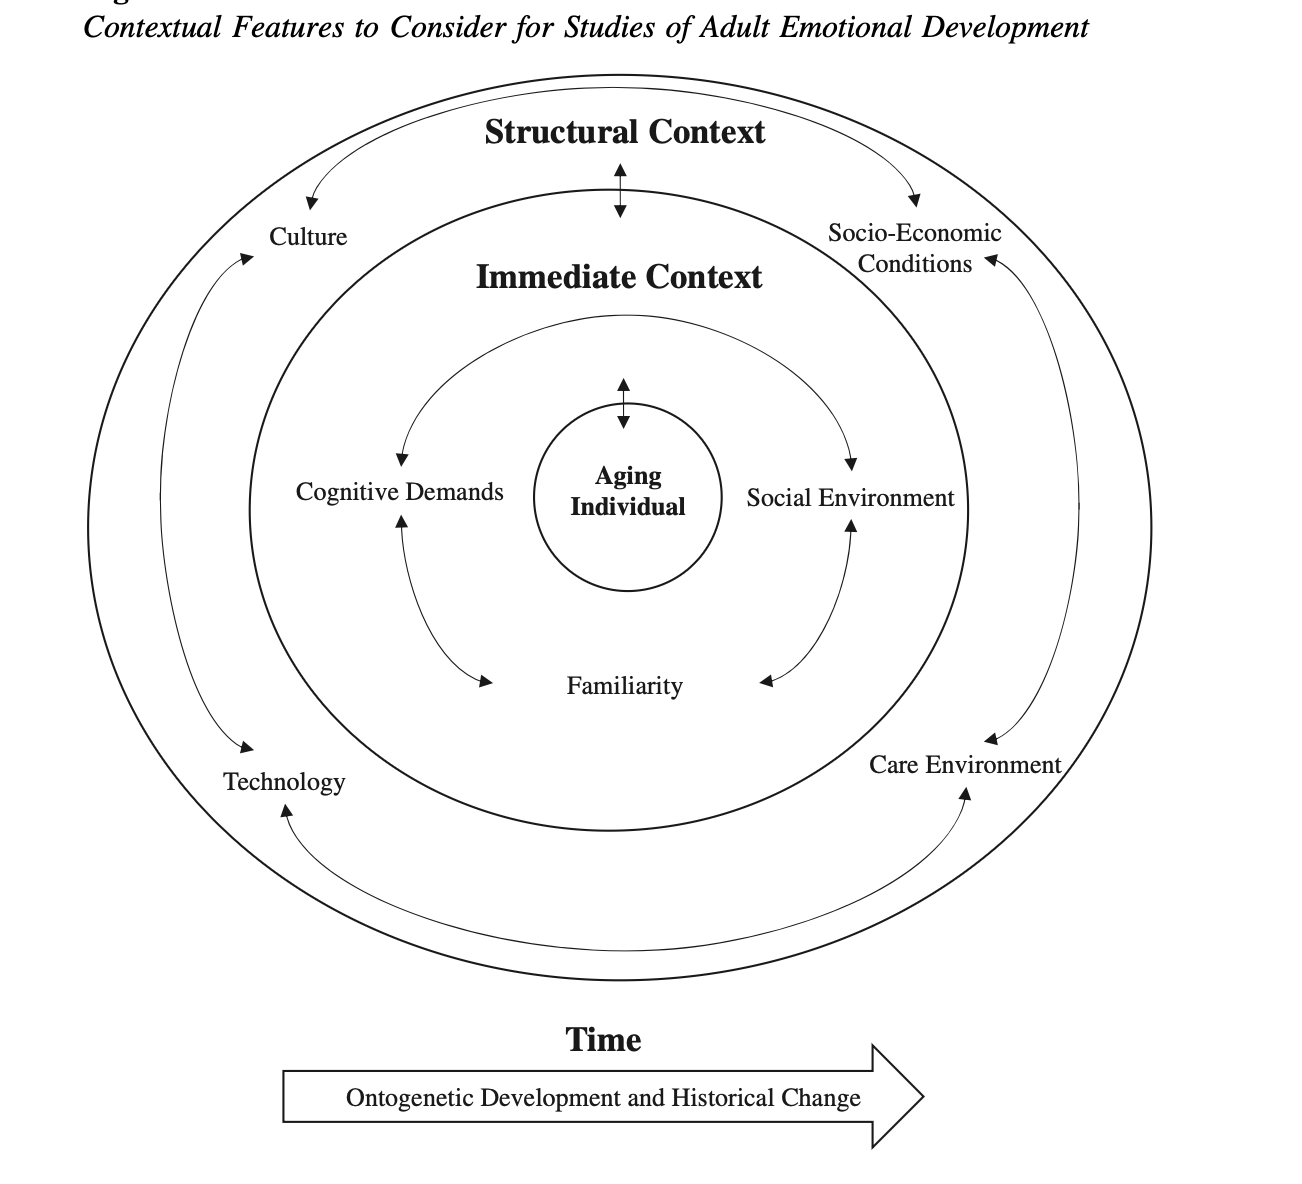 Contextual Features to Consider for Studies of Adult Emotional Development
Structural Context
Culture
Socio-Economic
Conditions
Immediate Context
Cognitive Demands
Aging
Individual
Social Environment
Familiarity
Technology
Care Environment
Time
Ontogenetic Development and Historical Change